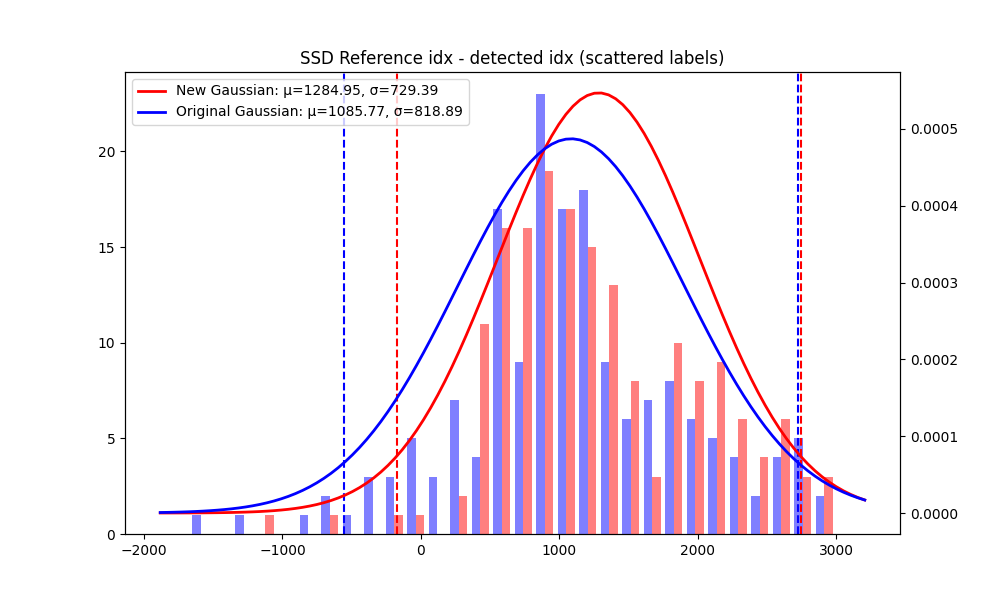 SSD Reference idx - detected idx (scattered labels)
New Gaussian: μ=1284.95, σ=729.39
Original Gaussian: μ=1085.77, σ=818.89
20
15
10
5
0
0.0005
0.0004
0.0003
0.0002
0.0001
0.0000
−2000 −1000 0 1000 2000 3000